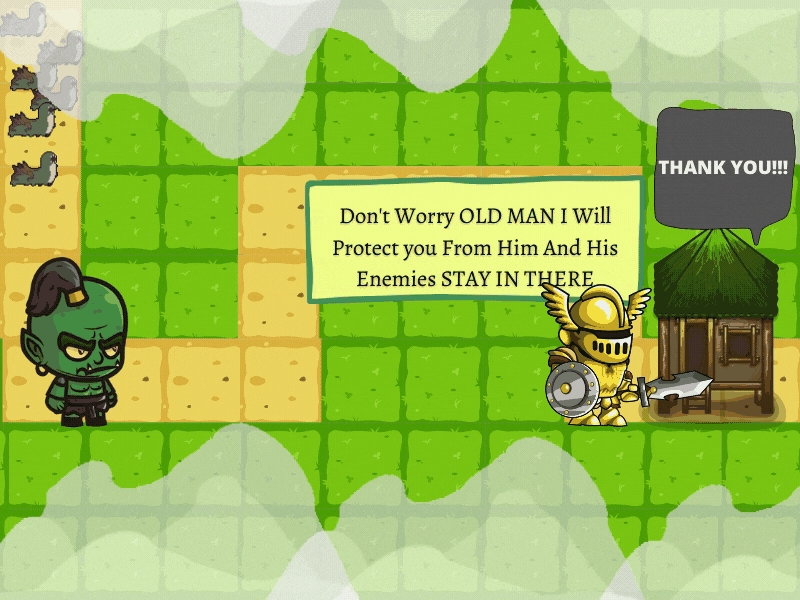 THANK YOU!!!
Don't Worry OLD MAN I Will
Protect you From Him And His
Enemies STAY IN THERE